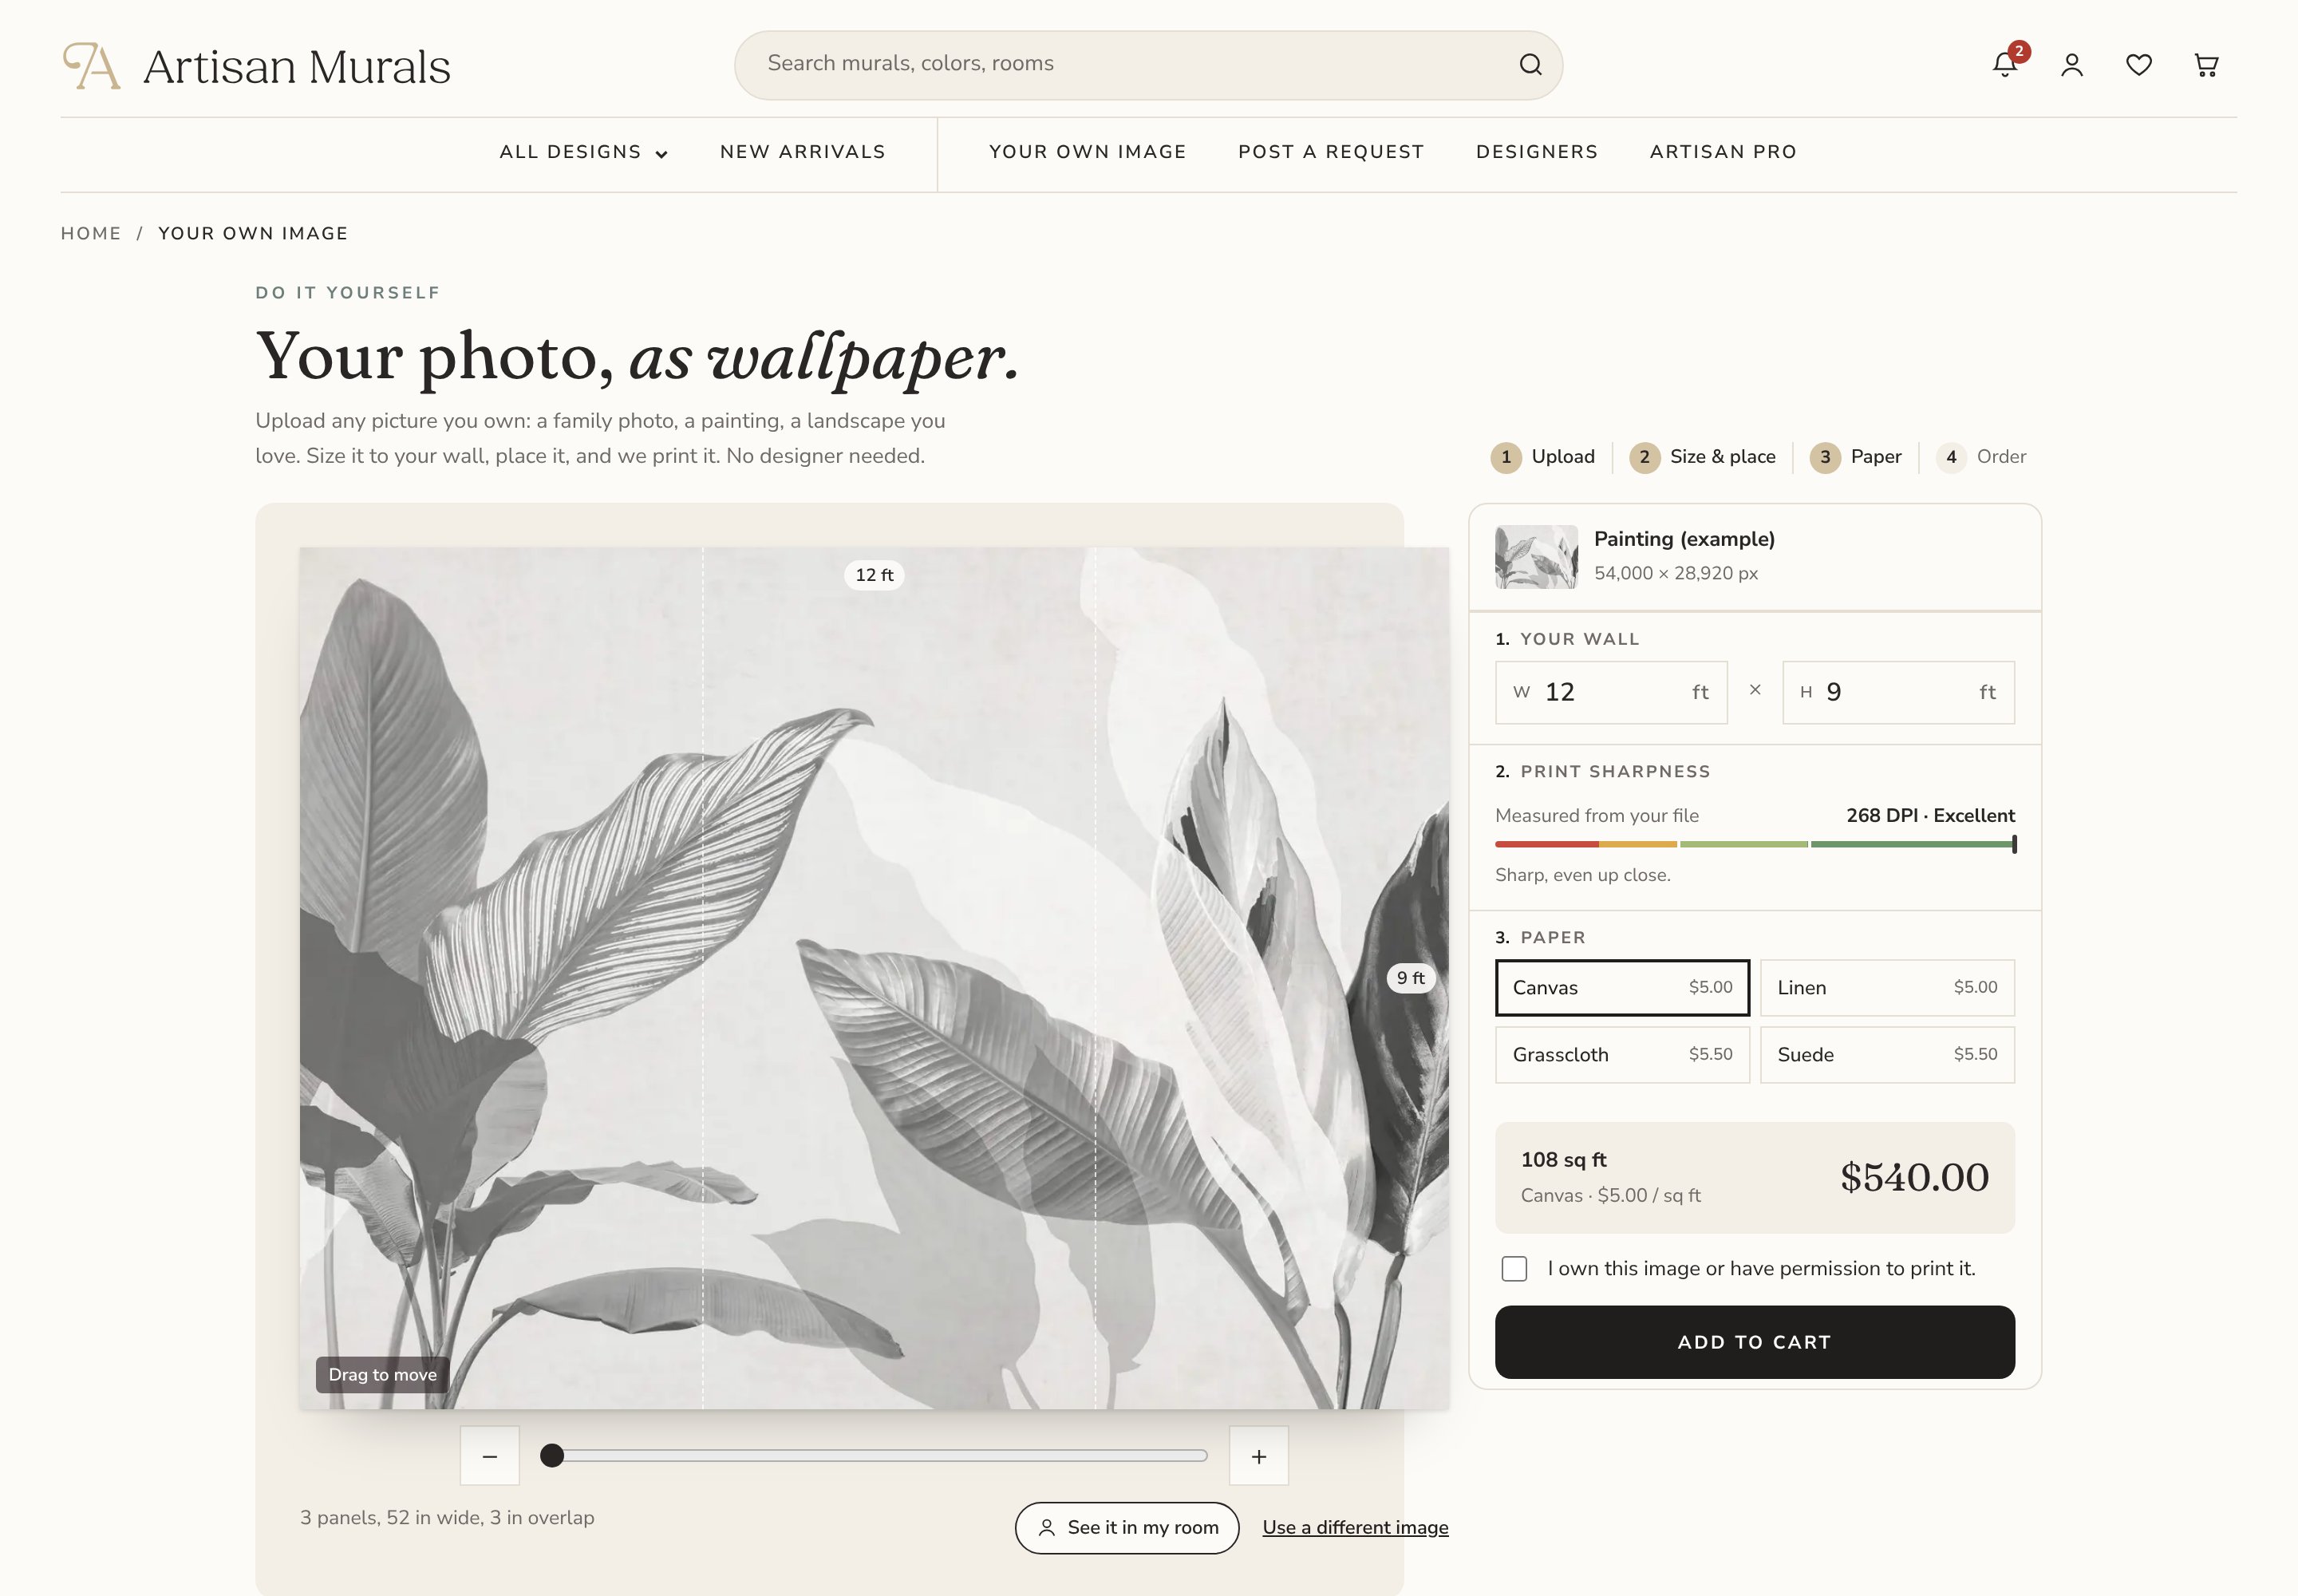 Artisan Murals
Search murals, colors, rooms
2
ALL DESIGNS
NEW ARRIVALS
YOUR OWN IMAGE
POST A REQUEST
DESIGNERS
ARTISAN PRO
HOME / YOUR OWN IMAGE
DO IT YOURSELF
Your photo, as wallpaper.
Upload any picture you own: a family photo, a painting, a landscape you
love. Size it to your wall, place it, and we print it. No designer needed.
1 Upload
2 Size & place
3 Paper
4 Order
12 ft
9 ft
Drag to move
−
+
3 panels, 52 in wide, 3 in overlap
See it in my room
Use a different image
Painting (example)
54,000 × 28,920 px
1. YOUR WALL
W 12 ft × H 9 ft
2. PRINT SHARPNESS
Measured from your file 268 DPI · Excellent
Sharp, even up close.
3. PAPER
Canvas $5.00
Linen $5.00
Grasscloth $5.50
Suede $5.50
108 sq ft
Canvas · $5.00 / sq ft
$540.00
I own this image or have permission to print it.
ADD TO CART